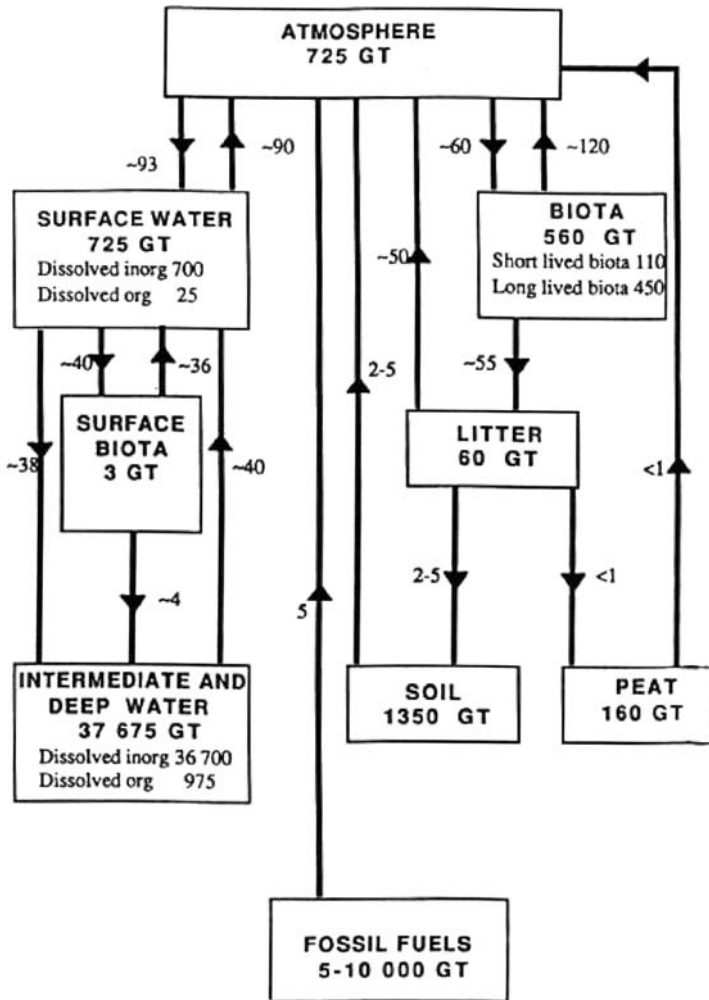 ATMOSPHERE
725 GT
~93
~90
~60
~120
SURFACE WATER
725 GT
Dissolved inorg 700
Dissolved org 25
BIOTA
560 GT
Short lived biota 110
Long lived biota 450
~50
~40
~36
2-5
~55
SURFACE
BIOTA
3 GT
LITTER
60 GT
~38
~40
<1
~4
5
2-5
<1
INTERMEDIATE AND
DEEP WATER
37 675 GT
Dissolved inorg 36 700
Dissolved org 975
SOIL
1350 GT
PEAT
160 GT
FOSSIL FUELS
5-10 000 GT